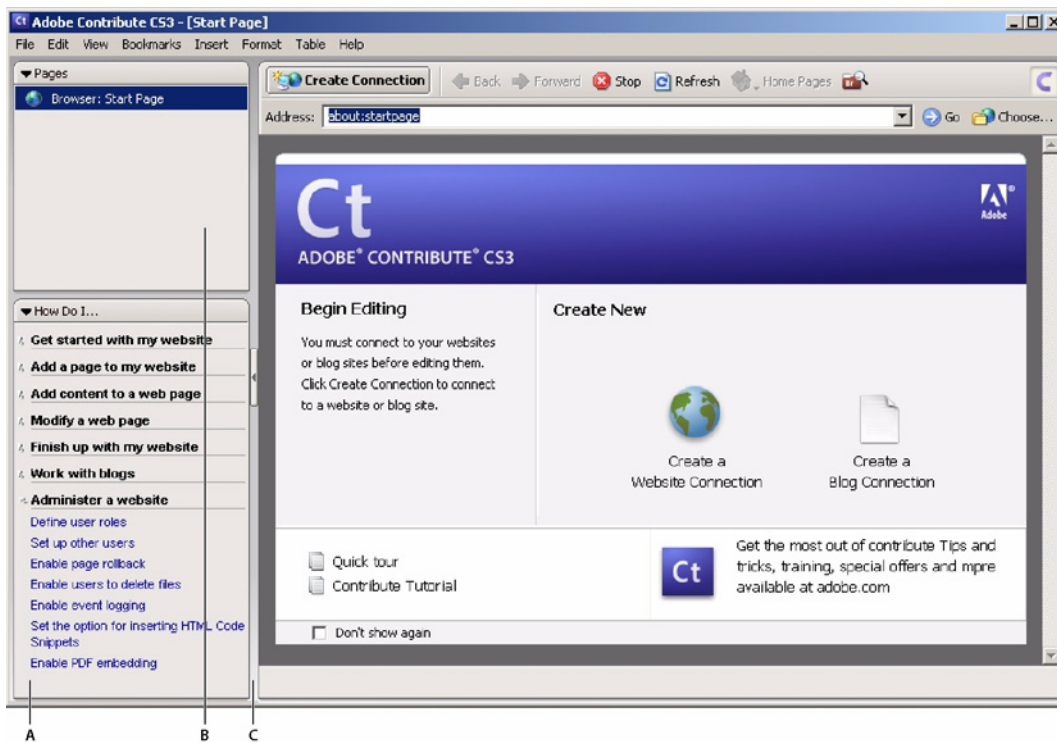 Ct Adobe Contribute CS3 - [Start Page]
File Edit View Bookmarks Insert Format Table Help
Pages
Browser: Start Page
How Do I...
Get started with my website
Add a page to my website
Add content to a web page
Modify a web page
Finish up with my website
Work with blogs
Administer a website
Define user roles
Set up other users
Enable page rollback
Enable users to delete files
Enable event logging
Set the option for inserting HTML Code
Snippets
Enable PDF embedding
Create Connection Back Forward Stop Refresh Home Pages
Address: about:startpage Go Choose...
Ct
ADOBE® CONTRIBUTE® CS3
Adobe
Begin Editing
You must connect to your websites
or blog sites before editing them.
Click Create Connection to connect
to a website or blog site.
Create New
Create a
Website Connection
Create a
Blog Connection
Quick tour
Contribute Tutorial
Ct
Get the most out of contribute Tips and
tricks, training, special offers and mpre
available at adobe.com
Don't show again
A B C